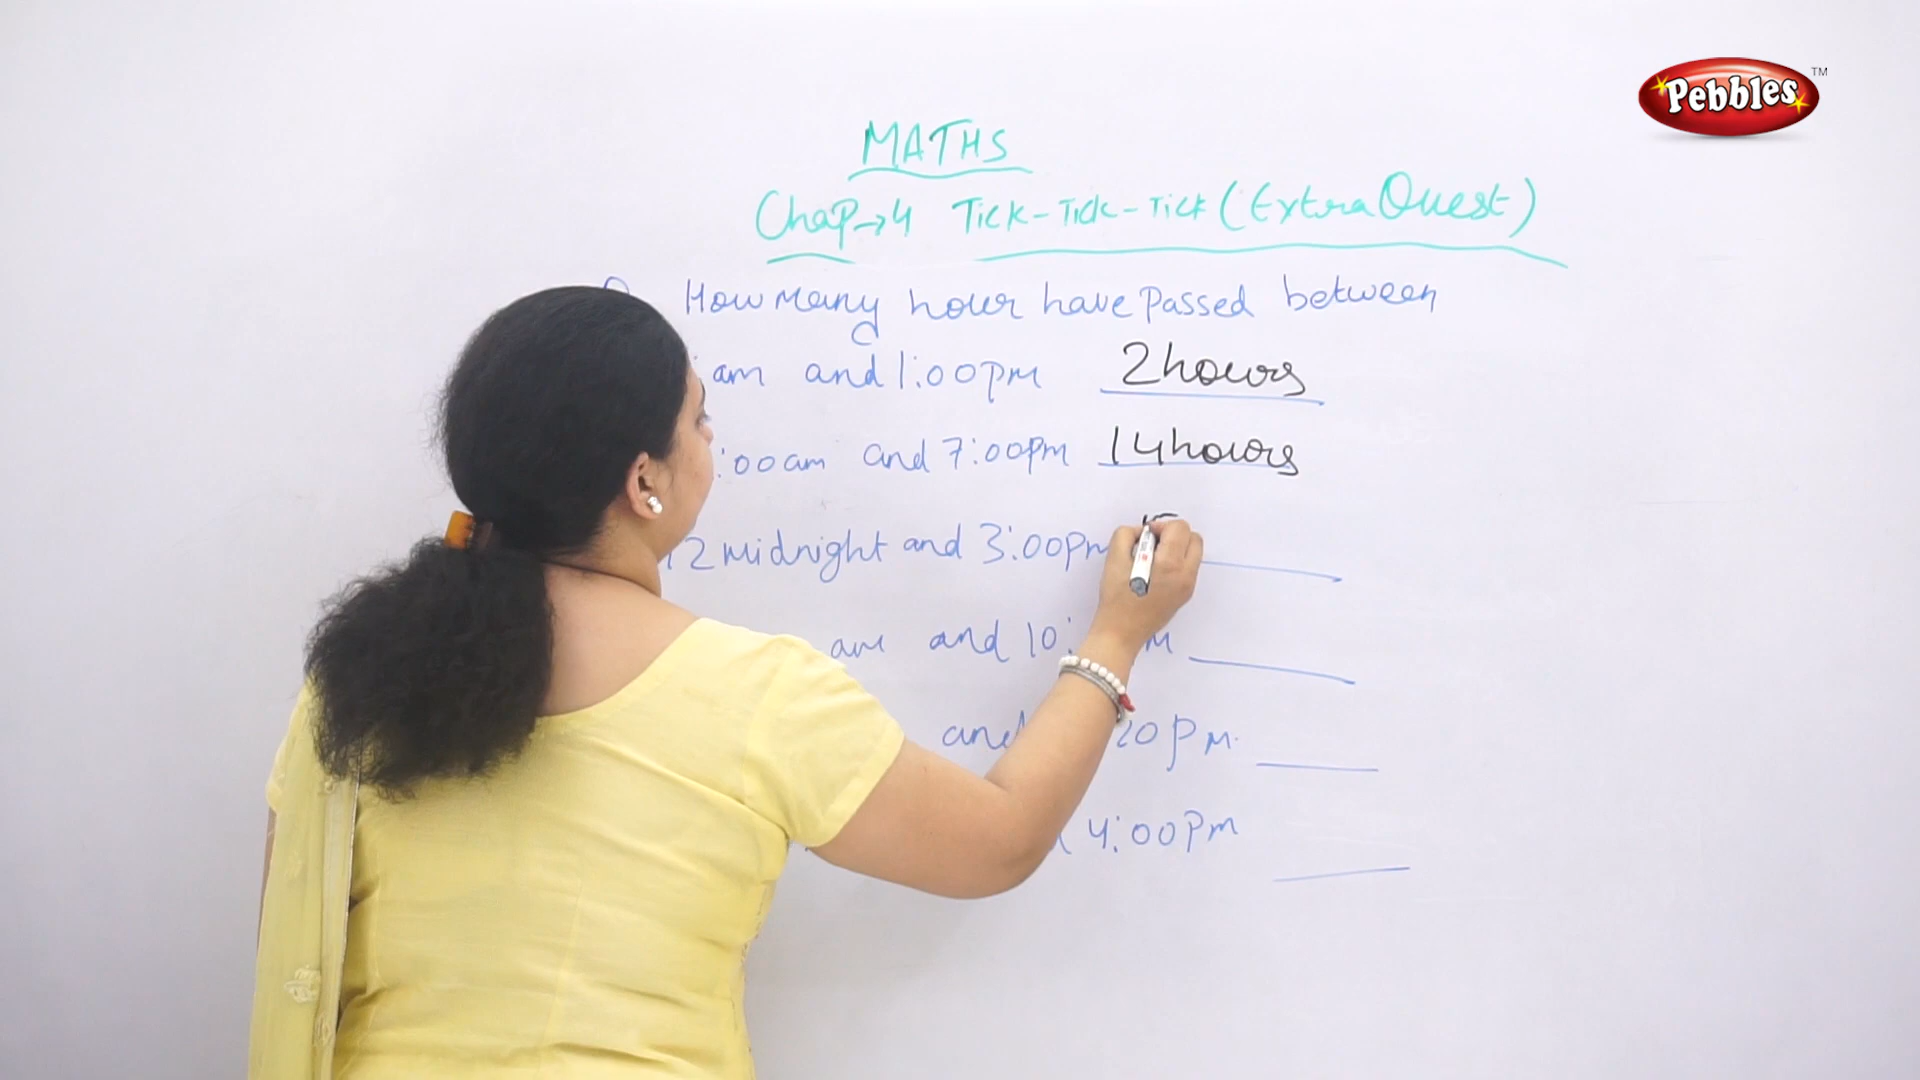 Pebbles TM
MATHS
Chap→4 Tick-Tick-Tick (Extra Quest)
How many hour have passed between
am and 1:00pm 2hours
:00am and 7:00pm 14hours
12 midnight and 3:00pm
am and 10:
and 20pm.
4:00pm